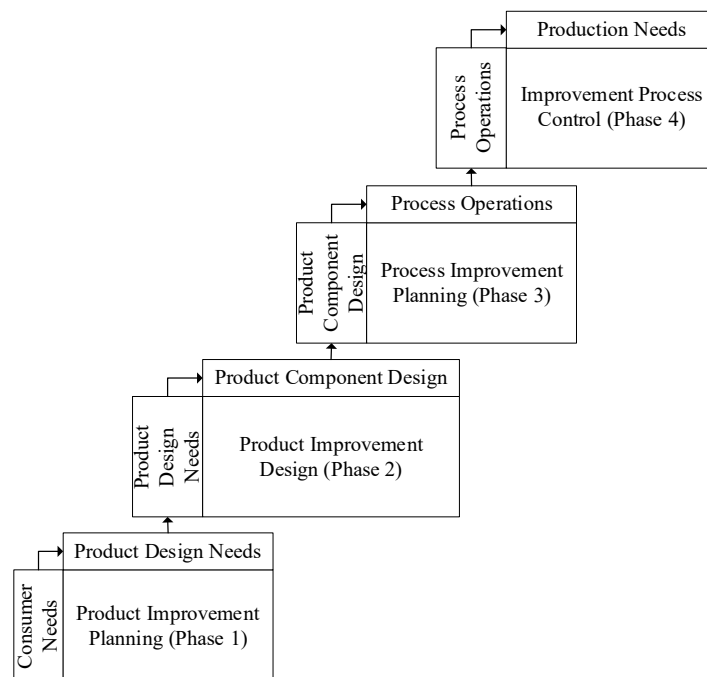 Production Needs
Process
Operations
Improvement Process
Control (Phase 4)
Process Operations
Product
Component
Design
Process Improvement
Planning (Phase 3)
Product Component Design
Product
Design
Needs
Product Improvement
Design (Phase 2)
Product Design Needs
Consumer
Needs
Product Improvement
Planning (Phase 1)